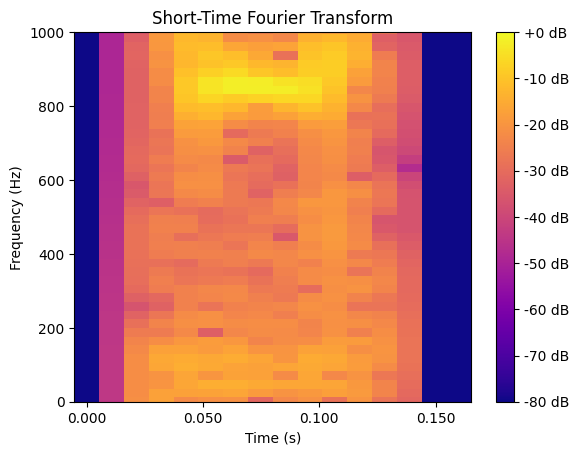 Short-Time Fourier Transform
1000
800
600
400
200
0
Frequency (Hz)
0.000
0.050
0.100
0.150
Time (s)
+0 dB
-10 dB
-20 dB
-30 dB
-40 dB
-50 dB
-60 dB
-70 dB
-80 dB